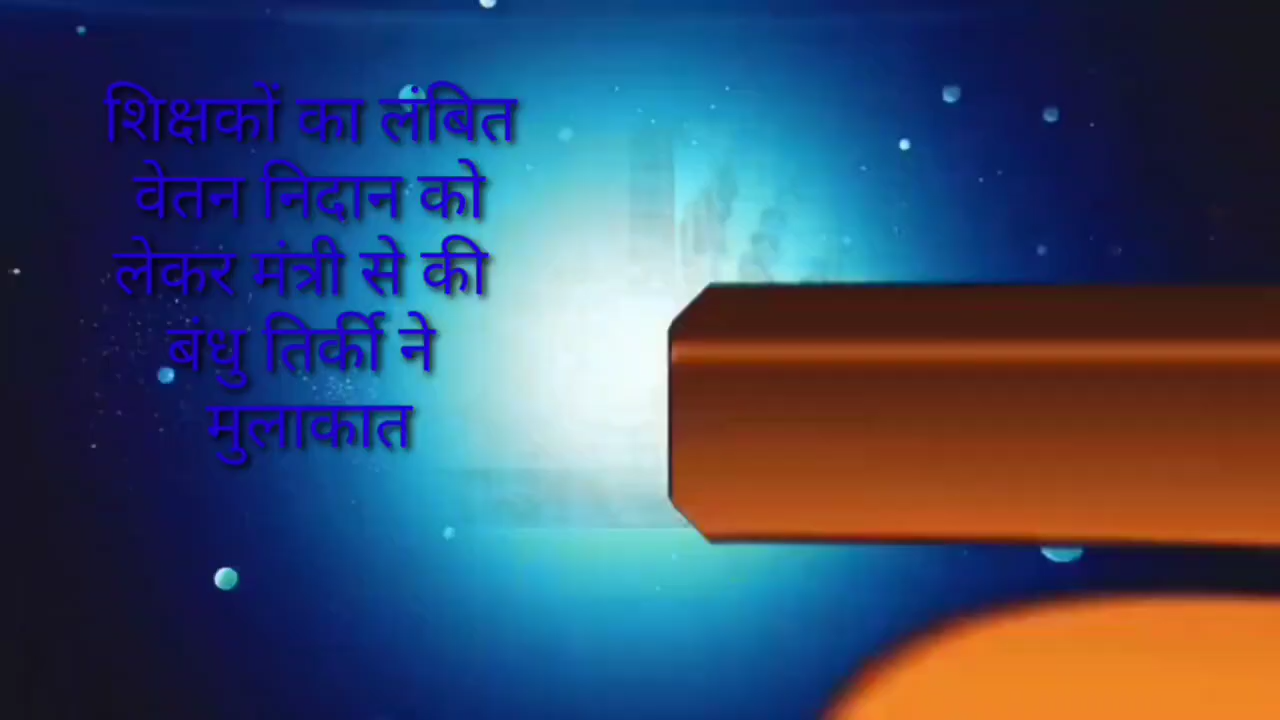 शिक्षकों का लंबित
वेतन निदान को
लेकर मंत्री से की
बंधु तिर्की ने
मुलाकात